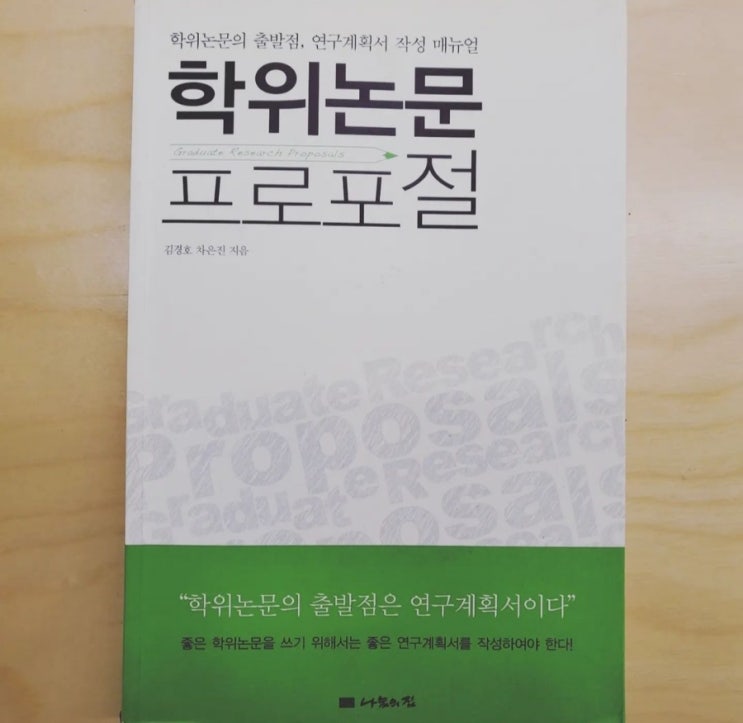 학위논문의 출발점, 연구계획서 작성 매뉴얼
학위논문
Graduate Research Proposals
프로포절
김경호 차은진 지음
Graduate Research
Proposals
Graduate Research
Proposals
“학위논문의 출발점은 연구계획서이다”
좋은 학위논문을 쓰기 위해서는 좋은 연구계획서를 작성하여야 한다!
나눔의집